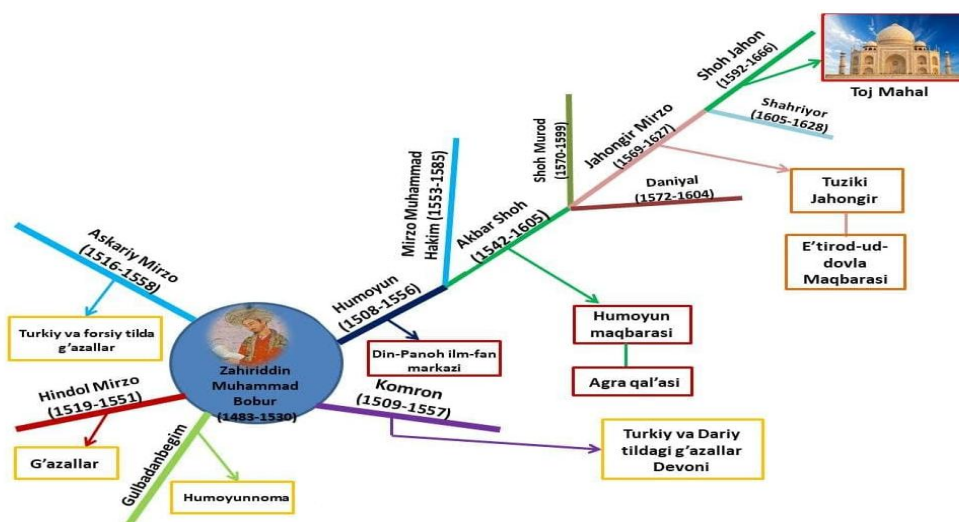 Shoh Jahon
(1592-1666)
Toj Mahal
Shahriyor
(1605-1628)
Jahongir Mirzo
(1569-1627)
Shoh Murod
(1570-1599)
Daniyal
(1572-1604)
Tuziki
Jahongir
E'tirod-ud-
dovla
Maqbarasi
Mirzo Muhammad
Hakim (1553-1585)
Akbar Shoh
(1542-1605)
Humoyun
maqbarasi
Agra qal'asi
Humoyun
(1508-1556)
Din-Panoh ilm-fan
markazi
Askariy Mirzo
(1516-1558)
Turkiy va forsiy tilda
g'azallar
Zahiriddin
Muhammad
Bobur
(1483-1530)
Hindol Mirzo
(1519-1551)
G'azallar
Gulbadanbegim
Humoyunnoma
Komron
(1509-1557)
Turkiy va Dariy
tildagi g'azallar
Devoni